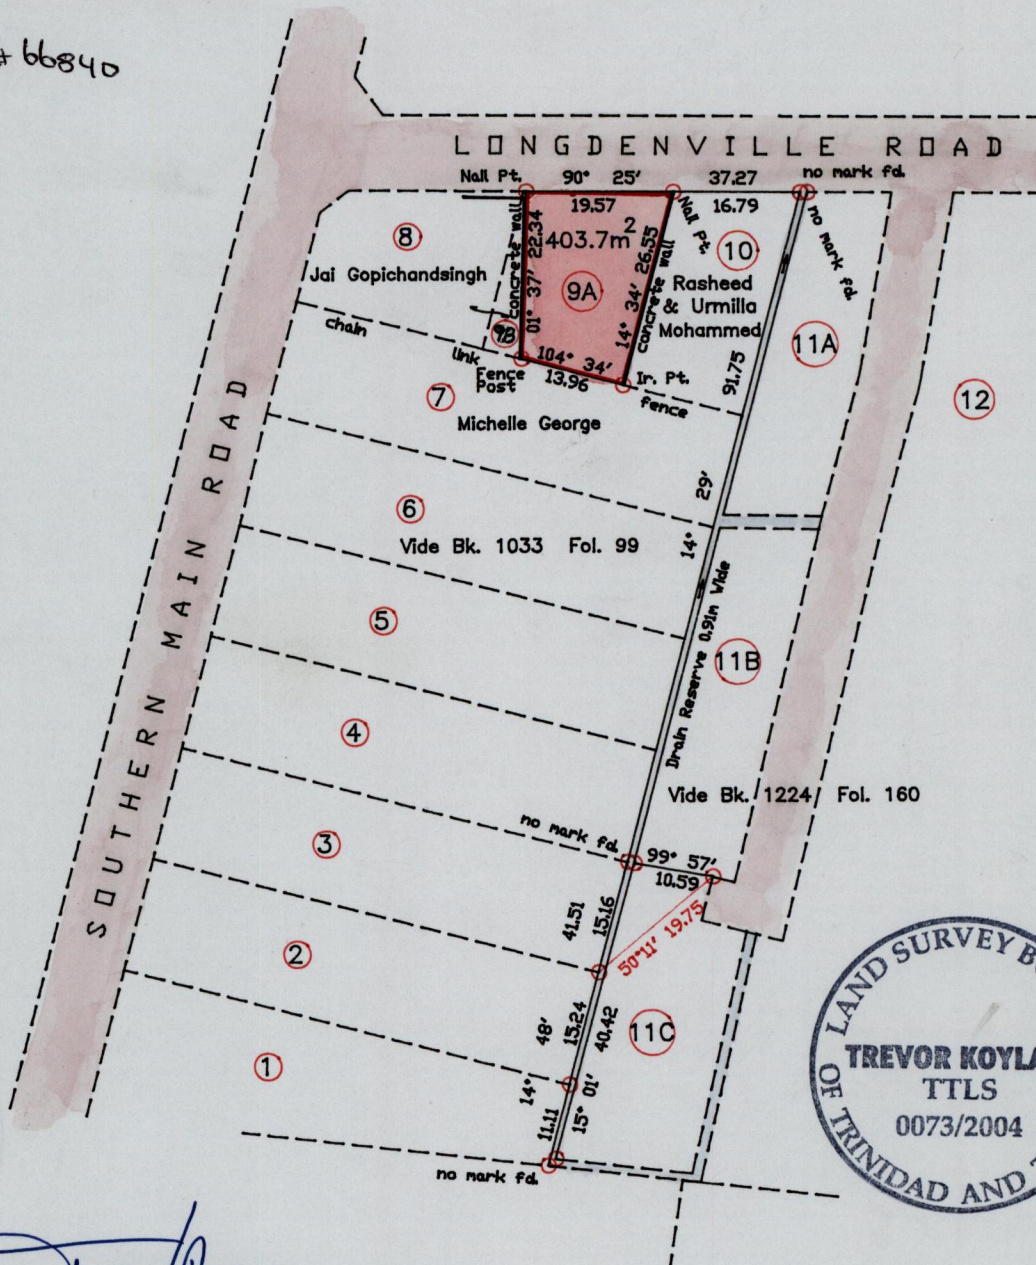 # 66840
LONGDENVILLE ROAD
Nail Pt.
90° 25'
37.27
no mark fd.
19.57
16.79
8
Jai Gopichandsingh
concrete wall
01° 37' 22.34
403.7m²
9A
14° 34' 26.55
concrete wall
Nail Pt.
10
Rasheed
& Urmilla
Mohammed
no mark fd.
11A
12
9B
chain
link
104° 34'
13.96
Fence
Post
Ir. Pt.
fence
7
Michelle George
14° 29' 91.75
6
Vide Bk. 1033 Fol. 99
SOUTHERN MAIN ROAD
5
Drain Reserve 0.91m Wide
11B
4
Vide Bk. 1224 Fol. 160
no mark fd.
3
99° 57'
10.59
50°11' 19.75
14° 48' 41.51
15.16
2
15.24
15° 01' 40.42
11C
1
11.11
no mark fd.
LAND SURVEY B
TREVOR KOYLA
TTLS
0073/2004
OF TRINIDAD AND